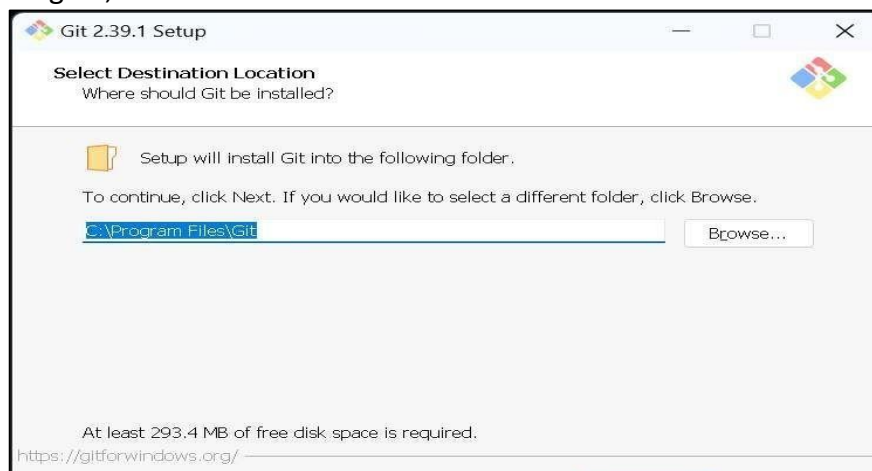 Git 2.39.1 Setup
Select Destination Location
Where should Git be installed?
Setup will install Git into the following folder.
To continue, click Next. If you would like to select a different folder, click Browse.
C:\Program Files\Git
Browse...
At least 293.4 MB of free disk space is required.
https://gitforwindows.org/